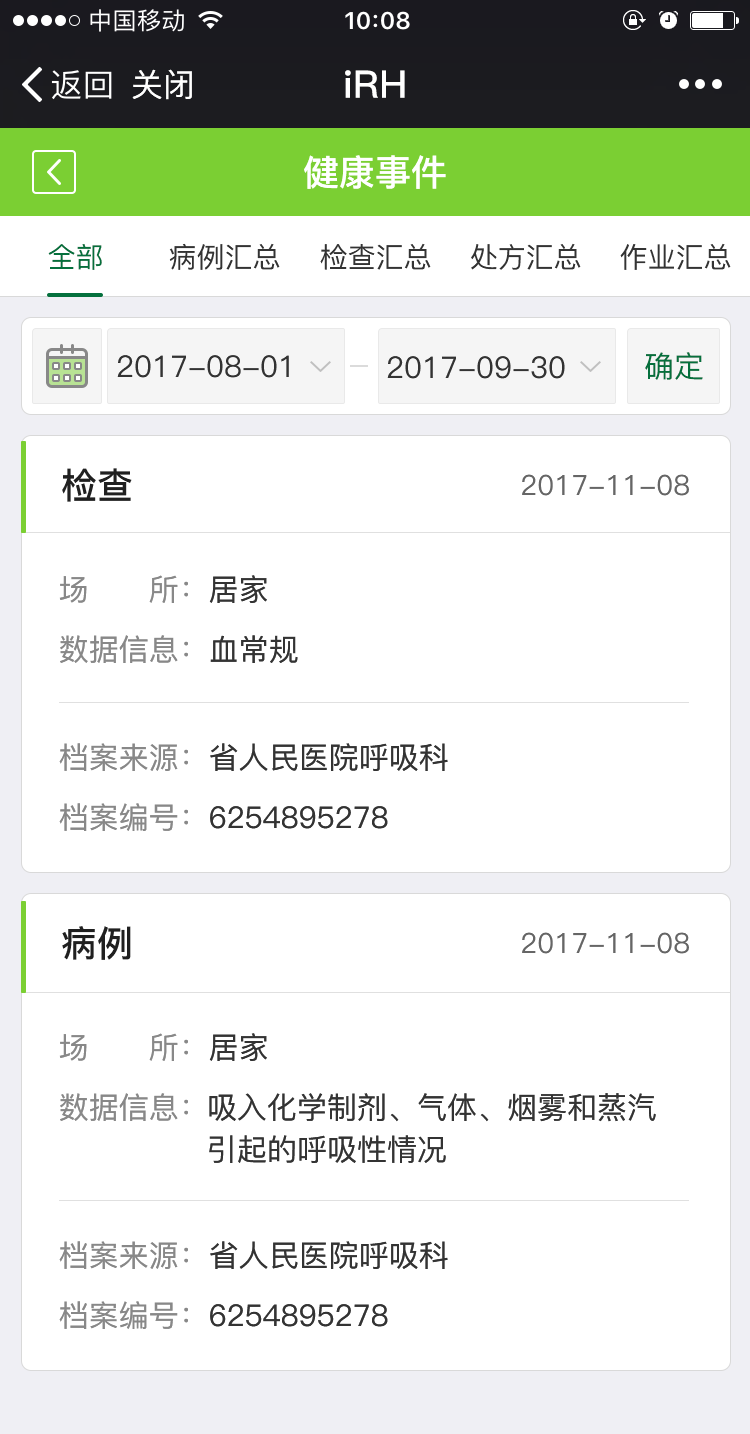 中国移动 10:08
返回 关闭 iRH
健康事件
全部 病例汇总 检查汇总 处方汇总 作业汇总
2017-08-01 — 2017-09-30 确定
检查 2017-11-08
场 所: 居家
数据信息: 血常规
档案来源: 省人民医院呼吸科
档案编号: 6254895278
病例 2017-11-08
场 所: 居家
数据信息: 吸入化学制剂、气体、烟雾和蒸汽
引起的呼吸性情况
档案来源: 省人民医院呼吸科
档案编号: 6254895278